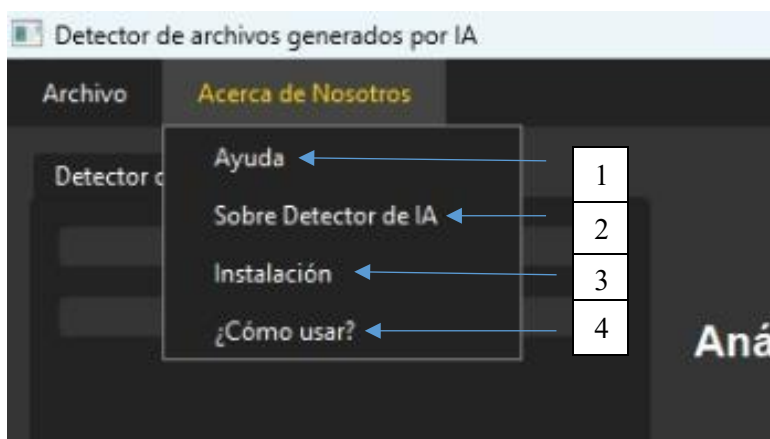 Detector de archivos generados por IA
Archivo Acerca de Nosotros
Ayuda
1
Detector
Sobre Detector de IA
2
Instalación
3
¿Cómo usar?
4
Aná